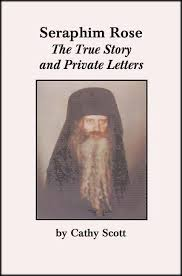 Seraphim Rose
The True Story
and Private Letters
by Cathy Scott